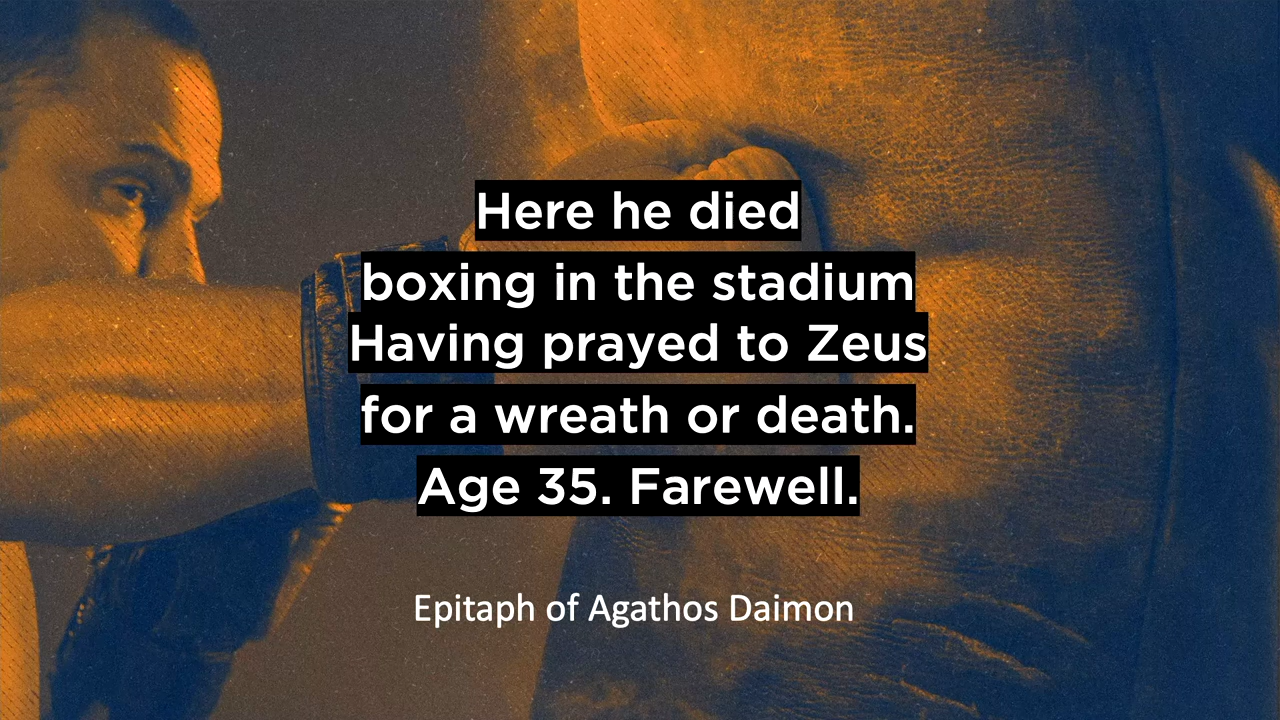 Here he died
boxing in the stadium
Having prayed to Zeus
for a wreath or death.
Age 35. Farewell.
Epitaph of Agathos Daimon